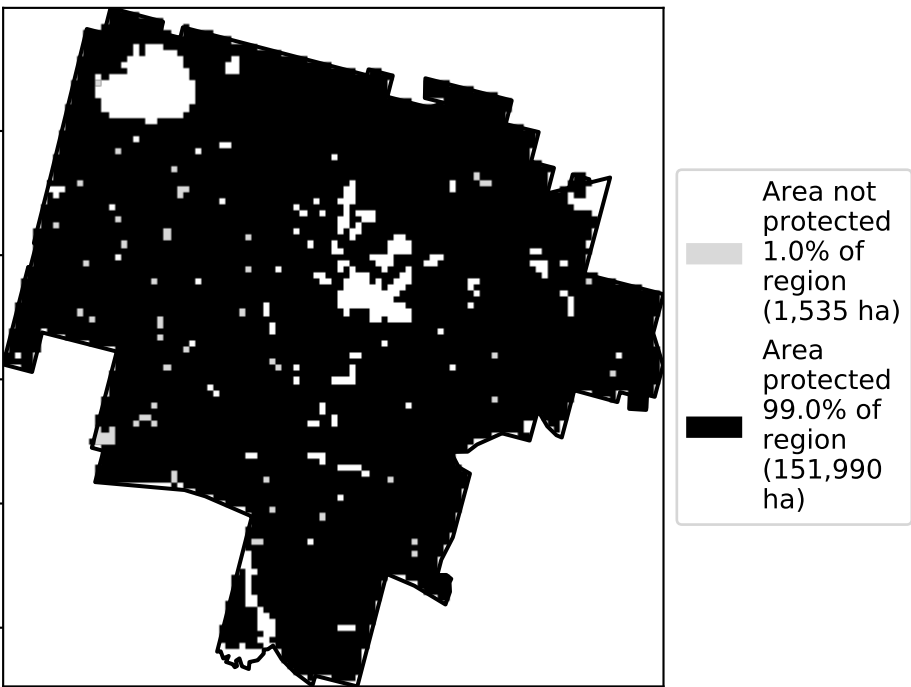 Area not
protected
1.0% of
region
(1,535 ha)
Area
protected
99.0% of
region
(151,990
ha)